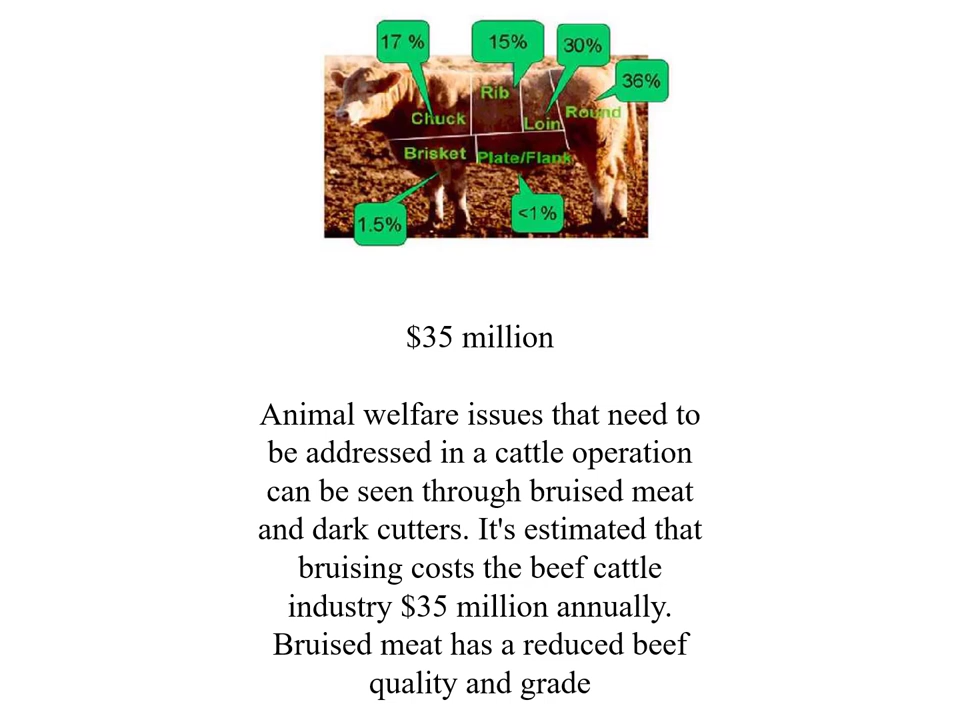 17 %
15%
30%
36%
Rib
Chuck
Loin
Round
Brisket
Plate/Flank
1.5%
<1%
$35 million
Animal welfare issues that need to
be addressed in a cattle operation
can be seen through bruised meat
and dark cutters. It's estimated that
bruising costs the beef cattle
industry $35 million annually.
Bruised meat has a reduced beef
quality and grade